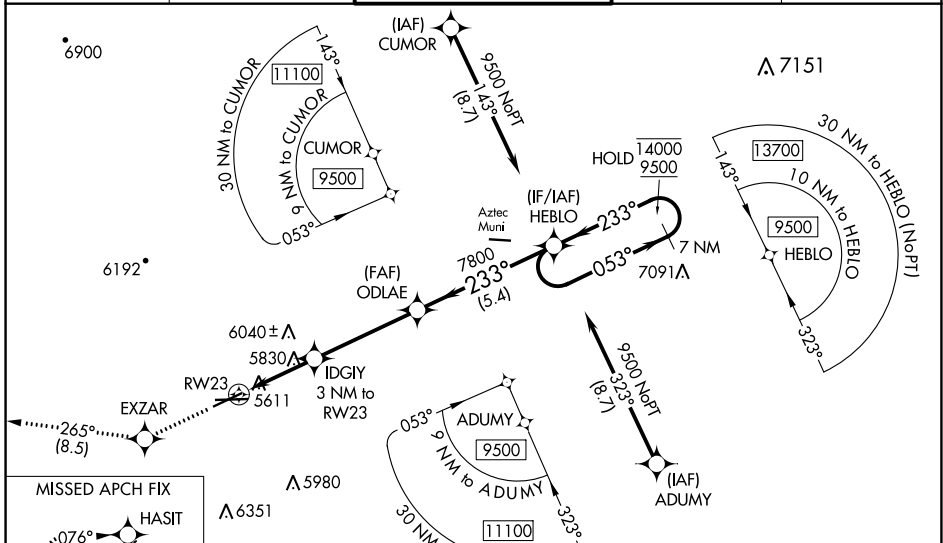 6900
(IAF)
CUMOR
9500 NoPT
143°
(8.7)
7151
30 NM to CUMOR
11100
143°
6 NM to CUMOR
CUMOR
9500
053°
HOLD 14000
9500
(IF/IAF)
HEBLO
233°
053°
7 NM
7091
Aztec
Muni
30 NM to HEBLO (NoPT)
13700
143°
10 NM to HEBLO
9500
HEBLO
323°
6192
(FAF)
ODLAE
7800
233°
(5.4)
6040±
5830
IDGIY
3 NM to
RW23
RW23
5611
EXZAR
265°
(8.5)
9500 NoPT
323°
(8.7)
(IAF)
ADUMY
053°
ADUMY
9500
9 NM to ADUMY
30 NM
11100
323°
5980
6351
MISSED APCH FIX
HASIT
076°